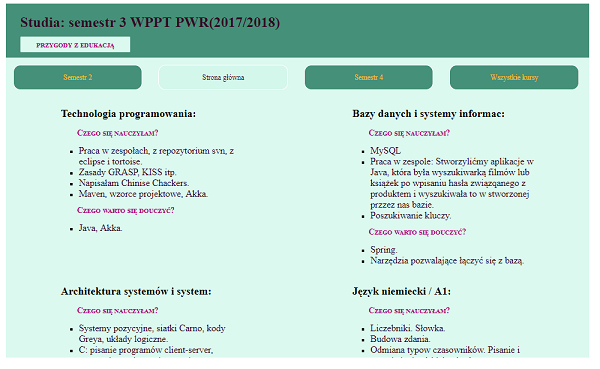 Studia: semestr 3 WPPT PWR(2017/2018)
PRZYGODY Z EDUKACJĄ
Semestr 2
Strona główna
Semestr 4
Wszystkie kursy
Technologia programowania:
CZEGO SIĘ NAUCZYŁAM?
Praca w zespołach, z repozytorium svn, z
eclipse i tortoise.
Zasady GRASP, KISS itp.
Napisałam Chinise Chackers.
Maven, wzorce projektowe, Akka.
CZEGO WARTO SIĘ DOUCZYĆ?
Java, Akka.
Bazy danych i systemy informac:
CZEGO SIĘ NAUCZYŁAM?
MySQL
Praca w zespole: Stworzyliśmy aplikacje w
Java, która była wyszukiwarką filmów lub
książek po wpisaniu hasła związqanego z
produktem i wyszukiwała to w stworzonej
przzez nas bazie.
Poszukiwanie kluczy.
CZEGO WARTO SIĘ DOUCZYĆ?
Spring.
Narzędzia pozwalające łączyć się z bazą.
Architektura systemów i system:
CZEGO SIĘ NAUCZYŁAM?
Systemy pozycyjne, siatki Carno, kody
Greya, układy logiczne.
C: pisanie programów client-server,
Język niemiecki / A1:
CZEGO SIĘ NAUCZYŁAM?
Liczebniki. Słowka.
Budowa zdania.
Odmiana typow czasowników. Pisanie i